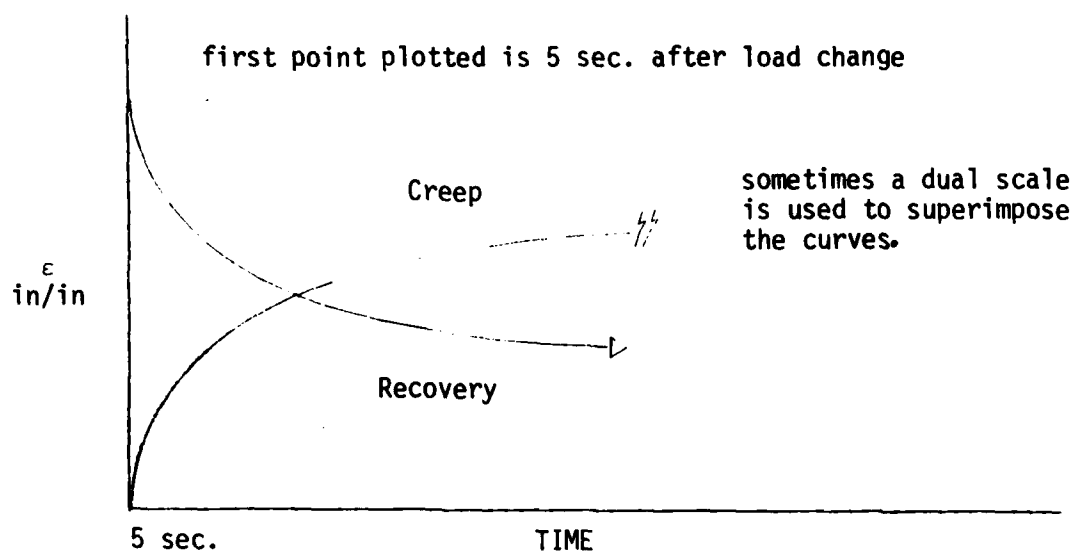 first point plotted is 5 sec. after load change
Creep
sometimes a dual scale
is used to superimpose
the curves.
ε
in/in
Recovery
5 sec.
TIME